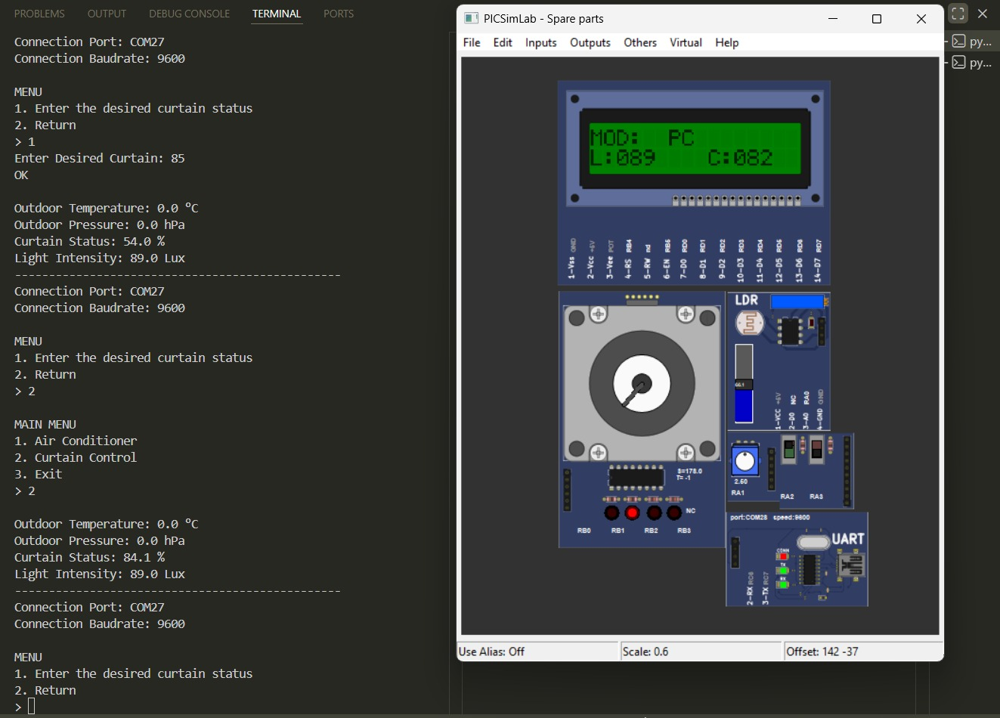 PROBLEMS OUTPUT DEBUG CONSOLE TERMINAL PORTS
Connection Port: COM27
Connection Baudrate: 9600
MENU
1. Enter the desired curtain status
2. Return
> 1
Enter Desired Curtain: 85
OK
Outdoor Temperature: 0.0 °C
Outdoor Pressure: 0.0 hPa
Curtain Status: 54.0 %
Light Intensity: 89.0 Lux
------------------------------------------------
Connection Port: COM27
Connection Baudrate: 9600
MENU
1. Enter the desired curtain status
2. Return
> 2
MAIN MENU
1. Air Conditioner
2. Curtain Control
3. Exit
> 2
Outdoor Temperature: 0.0 °C
Outdoor Pressure: 0.0 hPa
Curtain Status: 84.1 %
Light Intensity: 89.0 Lux
------------------------------------------------
Connection Port: COM27
Connection Baudrate: 9600
MENU
1. Enter the desired curtain status
2. Return
>
PICSimLab - Spare parts
File Edit Inputs Outputs Others Virtual Help
MOD: PC
L:089 C:082
1-Vss GND
2-Vcc +5V
3-Vee POT
4-RS RB4
5-RW nd
6-EN RB5
7-D0 RD0
8-D1 RD1
9-D2 RD2
10-D3 RD3
11-D4 RD4
12-D5 RD5
13-D6 RD6
14-D7 RD7
LDR
66.1
1-VCC +5V
2-D0 NC
3-A0 RA0
4-GND GND
S=178.0
T= -1
NC
RB0 RB1 RB2 RB3
2.50
RA1 RA2 RA3
port:COM28 speed:9600
UART
CONN
TX
RX
2-RX RC6
3-TX RC7
Use Alias: Off Scale: 0.6 Offset: 142 -37
py...
py...